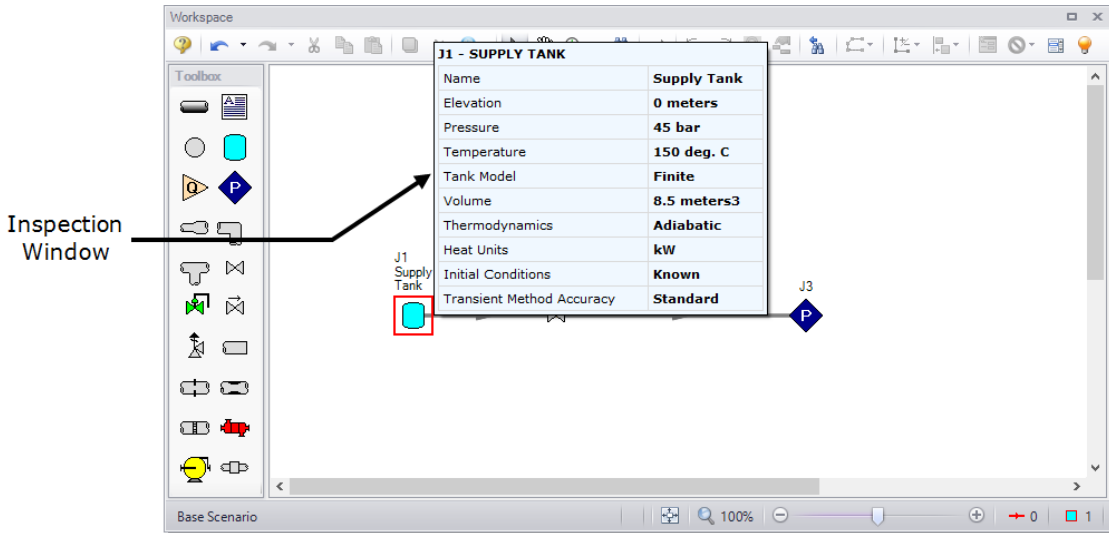 Workspace
Toolbox
J1 - SUPPLY TANK
Name Supply Tank
Elevation 0 meters
Pressure 45 bar
Temperature 150 deg. C
Tank Model Finite
Volume 8.5 meters3
Thermodynamics Adiabatic
Heat Units kW
Initial Conditions Known
Transient Method Accuracy Standard
Inspection
Window
J1
Supply
Tank
J3
P
Q
P
Base Scenario
100%
0
1